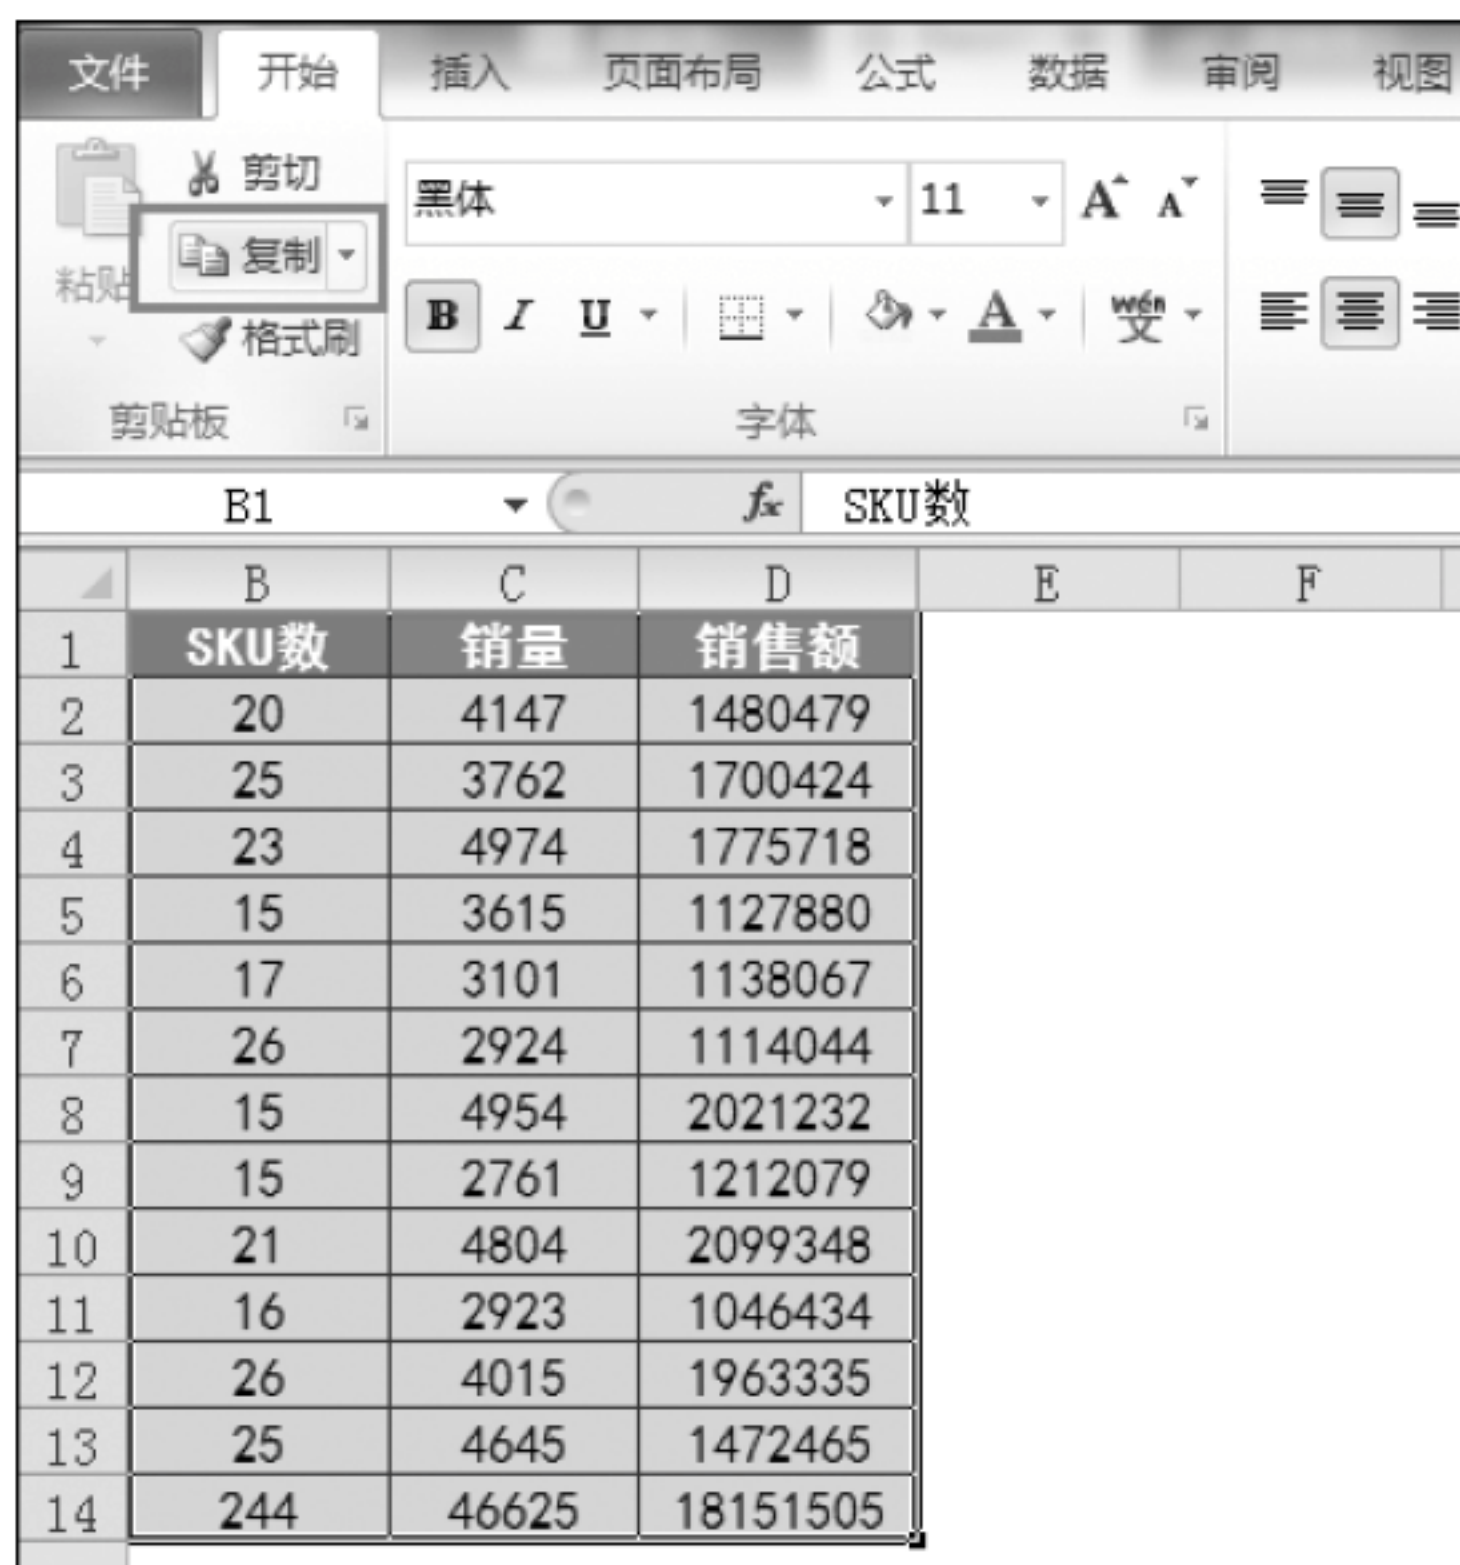 文件 开始 插入 页面布局 公式 数据 审阅 视图
剪切
黑体 11 A A
复制
粘贴
B I U A wén 文
格式刷
剪贴板 字体
B1 fx SKU数
B C D E F
1 SKU数 销量 销售额
2 20 4147 1480479
3 25 3762 1700424
4 23 4974 1775718
5 15 3615 1127880
6 17 3101 1138067
7 26 2924 1114044
8 15 4954 2021232
9 15 2761 1212079
10 21 4804 2099348
11 16 2923 1046434
12 26 4015 1963335
13 25 4645 1472465
14 244 46625 18151505